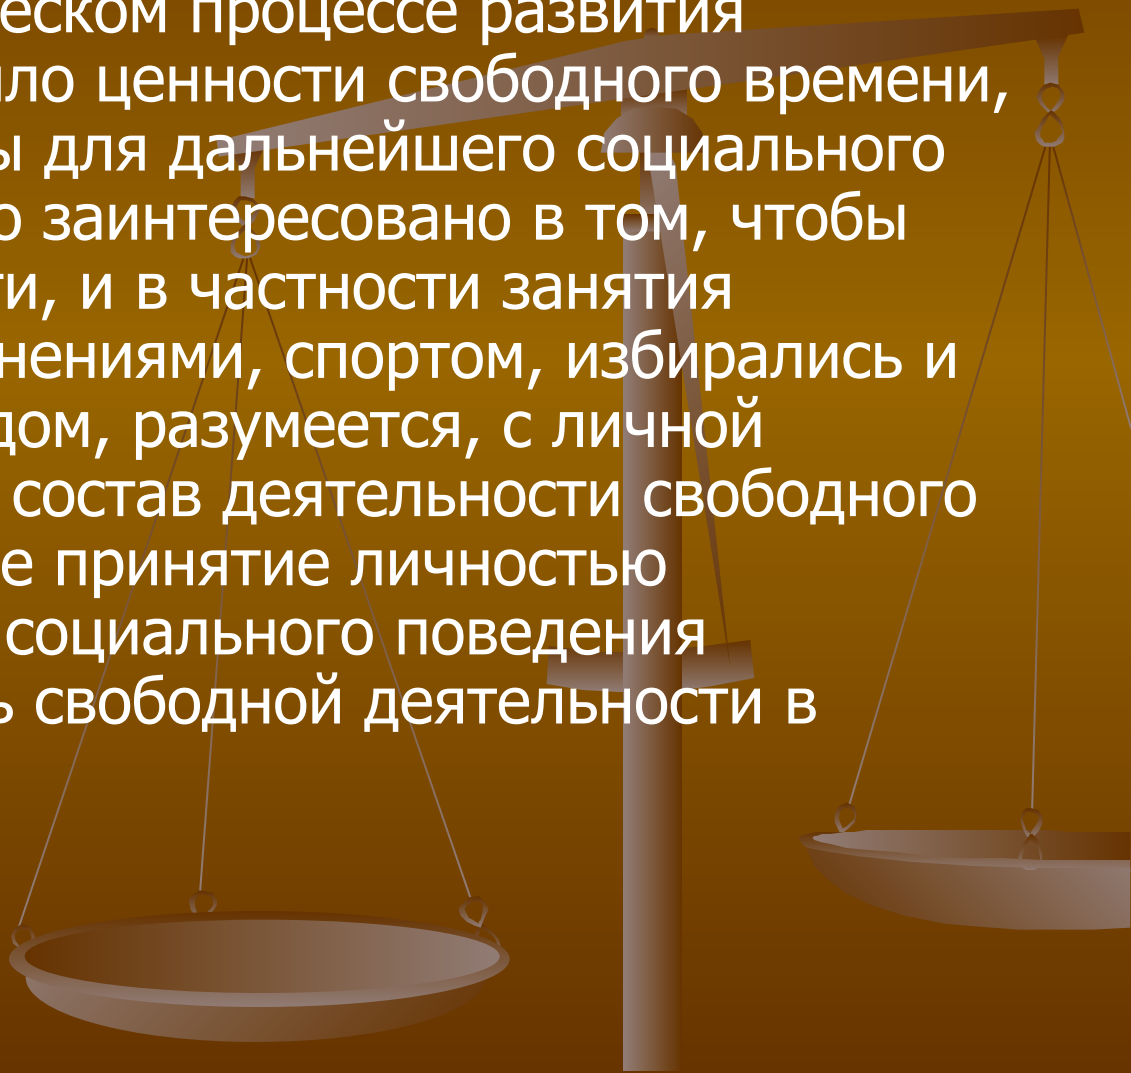 еском процессе развития
ло ценности свободного времени,
ы для дальнейшего социального
о заинтересовано в том, чтобы
ти, и в частности занятия
нениями, спортом, избирались и
дом, разумеется, с личной
состав деятельности свободного
е принятие личностью
социального поведения
ь свободной деятельности в